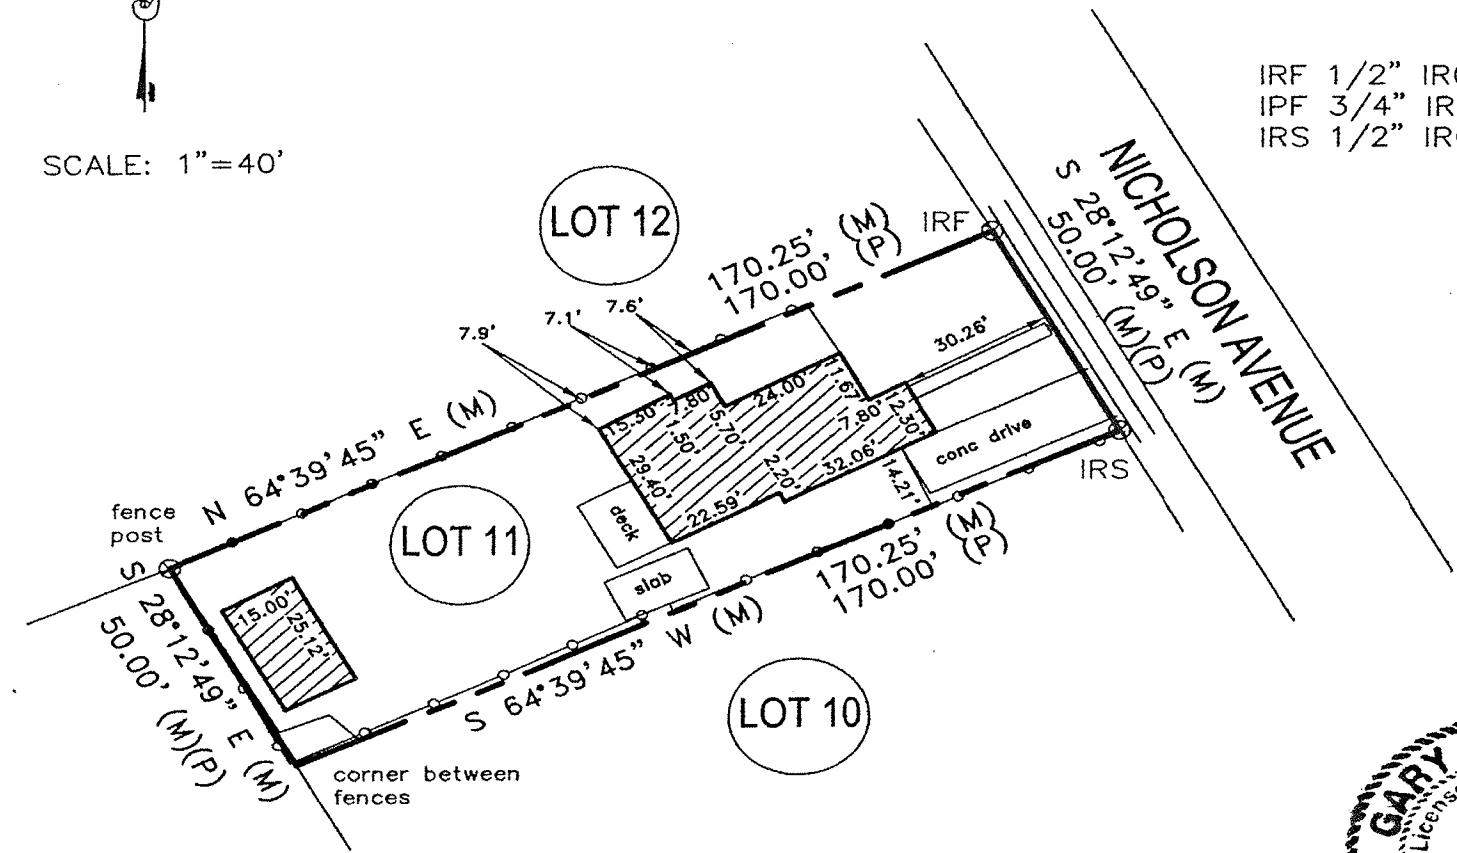 SCALE: 1"=40'
IRF 1/2"
IPF 3/4"
IRS 1/2"
NICHOLSON AVENUE
S 28°12'49" E (M)
50.00' (M)(P)
LOT 12
IRF
170.25' (M)
170.00' (P)
7.9'
7.1'
7.6'
30.26'
N 64°39'45" E (M)
15.30'
7.80'
1.50'
5.70'
24.00'
11.67'
7.80'
12.30'
29.40'
2.20'
32.06'
22.59'
14.21'
conc drive
IRS
deck
slab
fence
post
LOT 11
S 28°12'49" E (M)
50.00' (M)(P)
15.00'
25.12'
170.25' (M)
170.00' (P)
S 64°39'45" W (M)
LOT 10
corner between
fences
GARY